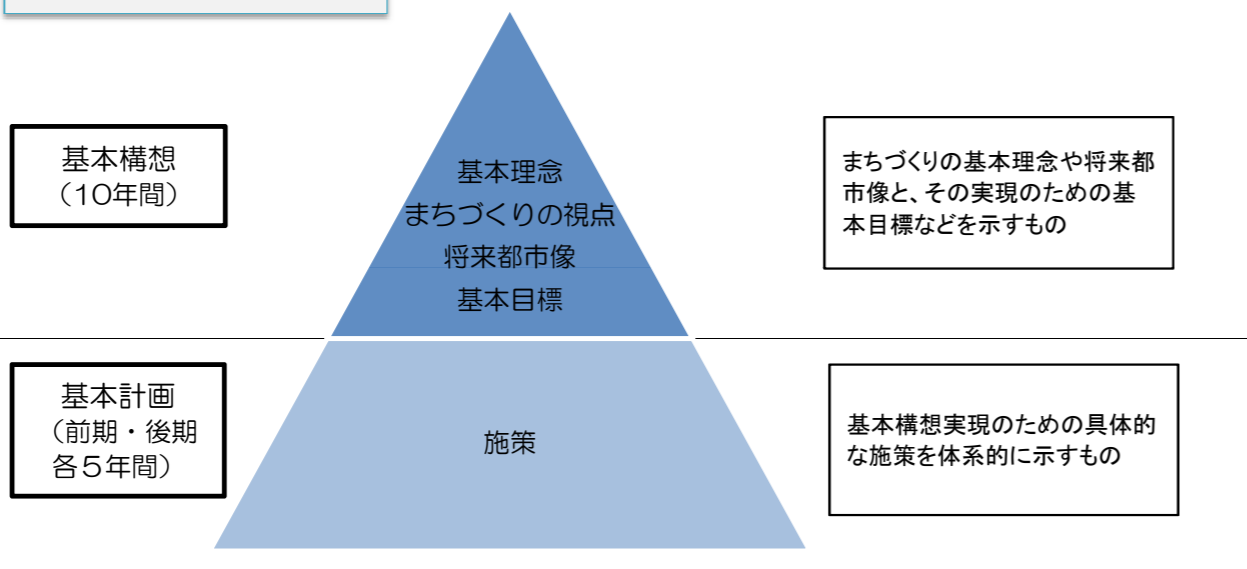 基本構想
（10年間）
基本理念
まちづくりの視点
将来都市像
基本目標
まちづくりの基本理念や将来都
市像と、その実現のための基
本目標などを示すもの
基本計画
（前期・後期
各５年間）
施策
基本構想実現のための具体的
な施策を体系的に示すもの